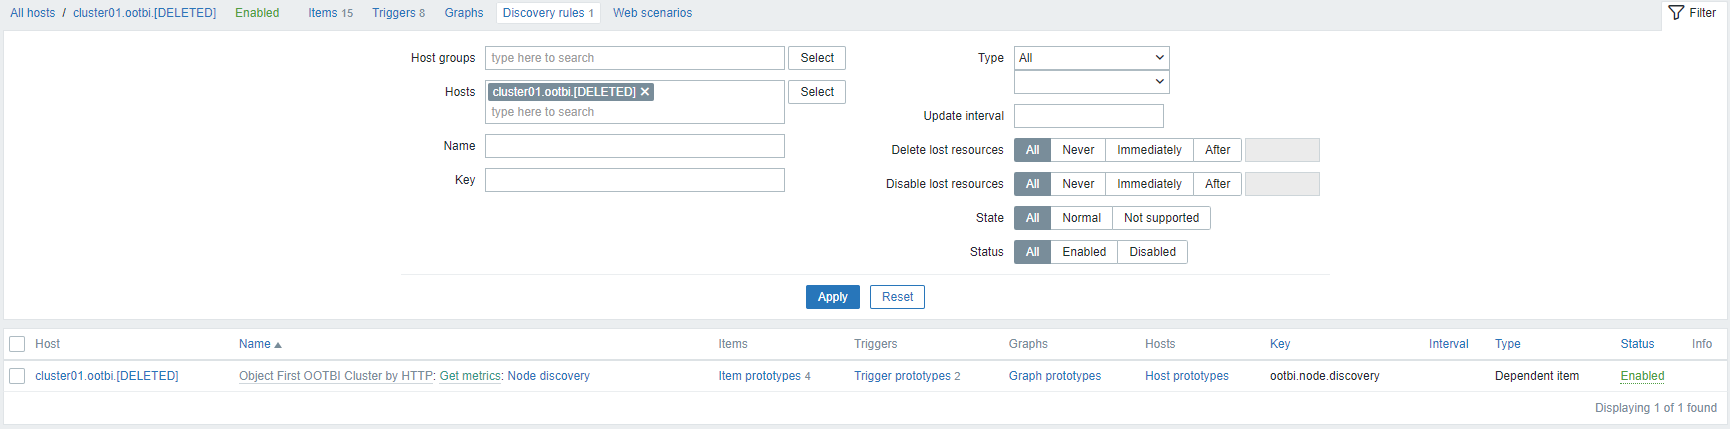 All hosts / cluster01.ootbi.[DELETED] Enabled Items 15 Triggers 8 Graphs Discovery rules 1 Web scenarios Filter
Host groups type here to search Select Type All
Hosts cluster01.ootbi.[DELETED] Select
type here to search
Update interval
Name Delete lost resources All Never Immediately After
Key Disable lost resources All Never Immediately After
State All Normal Not supported
Status All Enabled Disabled
Apply Reset
Host Name Items Triggers Graphs Hosts Key Interval Type Status Info
cluster01.ootbi.[DELETED] Object First OOTBI Cluster by HTTP: Get metrics: Node discovery Item prototypes 4 Trigger prototypes 2 Graph prototypes Host prototypes ootbi.node.discovery Dependent item Enabled
Displaying 1 of 1 found